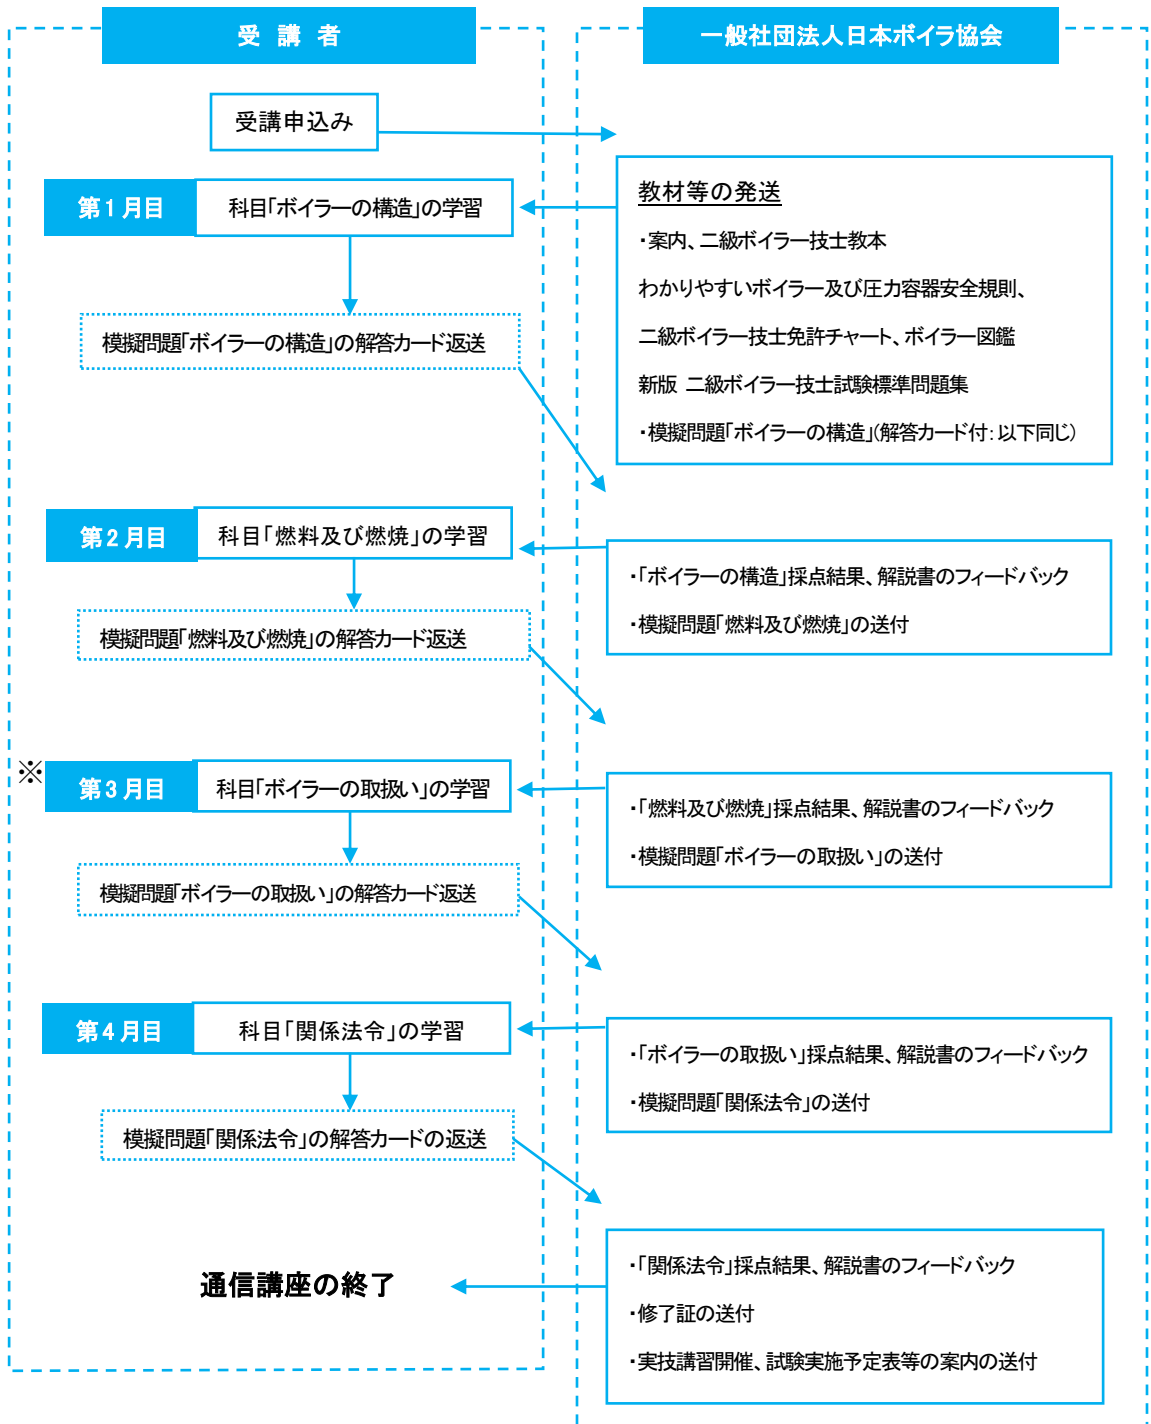 受 講 者
一般社団法人日本ボイラ協会
受講申込み
第1月目
科目「ボイラーの構造」の学習
教材等の発送
・案内、二級ボイラー技士教本
わかりやすいボイラー及び圧力容器安全規則、
二級ボイラー技士免許チャート、ボイラー図鑑
新版 二級ボイラー技士試験標準問題集
・模擬問題「ボイラーの構造」(解答カード付：以下同じ)
模擬問題「ボイラーの構造」の解答カード返送
第2月目
科目「燃料及び燃焼」の学習
・「ボイラーの構造」採点結果、解説書のフィードバック
・模擬問題「燃料及び燃焼」の送付
模擬問題「燃料及び燃焼」の解答カード返送
※
第3月目
科目「ボイラーの取扱い」の学習
・「燃料及び燃焼」採点結果、解説書のフィードバック
・模擬問題「ボイラーの取扱い」の送付
模擬問題「ボイラーの取扱い」の解答カード返送
第4月目
科目「関係法令」の学習
・「ボイラーの取扱い」採点結果、解説書のフィードバック
・模擬問題「関係法令」の送付
模擬問題「関係法令」の解答カードの返送
通信講座の終了
・「関係法令」採点結果、解説書のフィードバック
・修了証の送付
・実技講習開催、試験実施予定表等の案内の送付